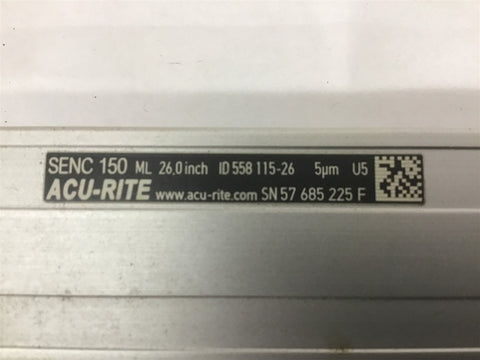 SENC 150 ML 26,0 inch ID 558 115-26 5µm U5
ACU-RITE www.acu-rite.com SN 57 685 225 F